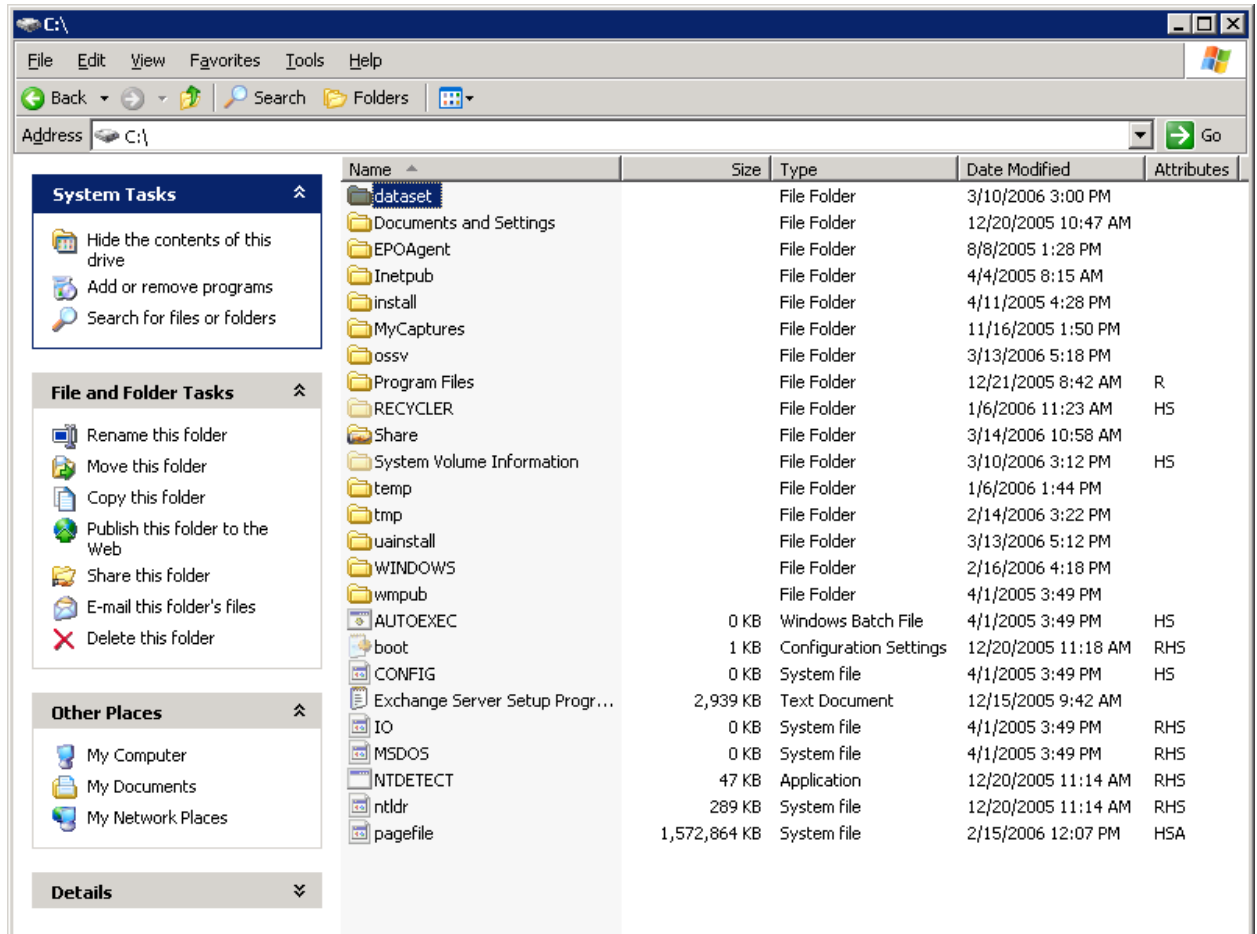 C:\
File Edit View Favorites Tools Help
Back Search Folders
Address C:\ Go
System Tasks
Hide the contents of this
drive
Add or remove programs
Search for files or folders
File and Folder Tasks
Rename this folder
Move this folder
Copy this folder
Publish this folder to the
Web
Share this folder
E-mail this folder's files
Delete this folder
Other Places
My Computer
My Documents
My Network Places
Details
Name Size Type Date Modified Attributes
dataset File Folder 3/10/2006 3:00 PM
Documents and Settings File Folder 12/20/2005 10:47 AM
EPOAgent File Folder 8/8/2005 1:28 PM
Inetpub File Folder 4/4/2005 8:15 AM
install File Folder 4/11/2005 4:28 PM
MyCaptures File Folder 11/16/2005 1:50 PM
ossv File Folder 3/13/2006 5:18 PM
Program Files File Folder 12/21/2005 8:42 AM R
RECYCLER File Folder 1/6/2006 11:23 AM HS
Share File Folder 3/14/2006 10:58 AM
System Volume Information File Folder 3/10/2006 3:12 PM HS
temp File Folder 1/6/2006 1:44 PM
tmp File Folder 2/14/2006 3:22 PM
uainstall File Folder 3/13/2006 5:12 PM
WINDOWS File Folder 2/16/2006 4:18 PM
wmpub File Folder 4/1/2005 3:49 PM
AUTOEXEC 0 KB Windows Batch File 4/1/2005 3:49 PM HS
boot 1 KB Configuration Settings 12/20/2005 11:18 AM RHS
CONFIG 0 KB System file 4/1/2005 3:49 PM HS
Exchange Server Setup Progr... 2,939 KB Text Document 12/15/2005 9:42 AM
IO 0 KB System file 4/1/2005 3:49 PM RHS
MSDOS 0 KB System file 4/1/2005 3:49 PM RHS
NTDETECT 47 KB Application 12/20/2005 11:14 AM RHS
ntldr 289 KB System file 12/20/2005 11:14 AM RHS
pagefile 1,572,864 KB System file 2/15/2006 12:07 PM HSA